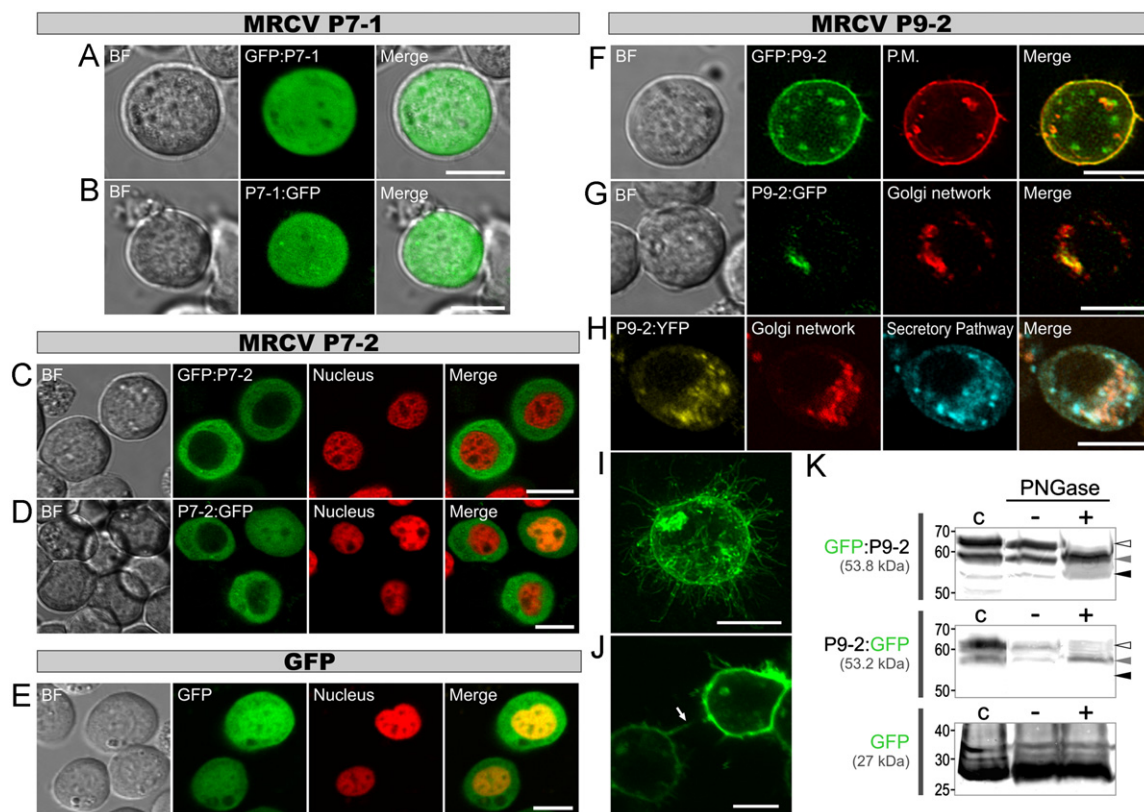 MRCV P7-1
A
BF
GFP:P7-1
Merge
B
BF
P7-1:GFP
Merge
MRCV P7-2
C
BF
GFP:P7-2
Nucleus
Merge
D
BF
P7-2:GFP
Nucleus
Merge
GFP
E
BF
GFP
Nucleus
Merge
MRCV P9-2
F
BF
GFP:P9-2
P.M.
Merge
G
BF
P9-2:GFP
Golgi network
Merge
H
P9-2:YFP
Golgi network
Secretory Pathway
Merge
I
J
K
PNGase
C - +
GFP:P9-2
(53.8 kDa)
70
60
50
C - +
P9-2:GFP
(53.2 kDa)
70
60
50
C - +
GFP
(27 kDa)
40
30
25